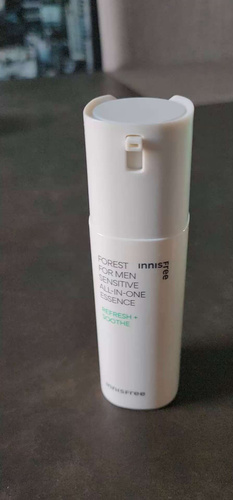 FOREST
FOR MEN
SENSITIVE
ALL-IN-ONE
ESSENCE
REFRESH +
SOOTHE
innisfree
innisfree